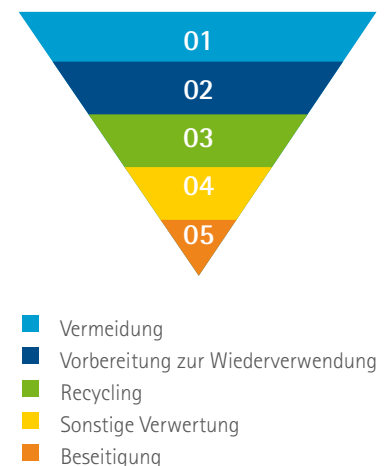 01
02
03
04
05
Vermeidung
Vorbereitung zur Wiederverwendung
Recycling
Sonstige Verwertung
Beseitigung